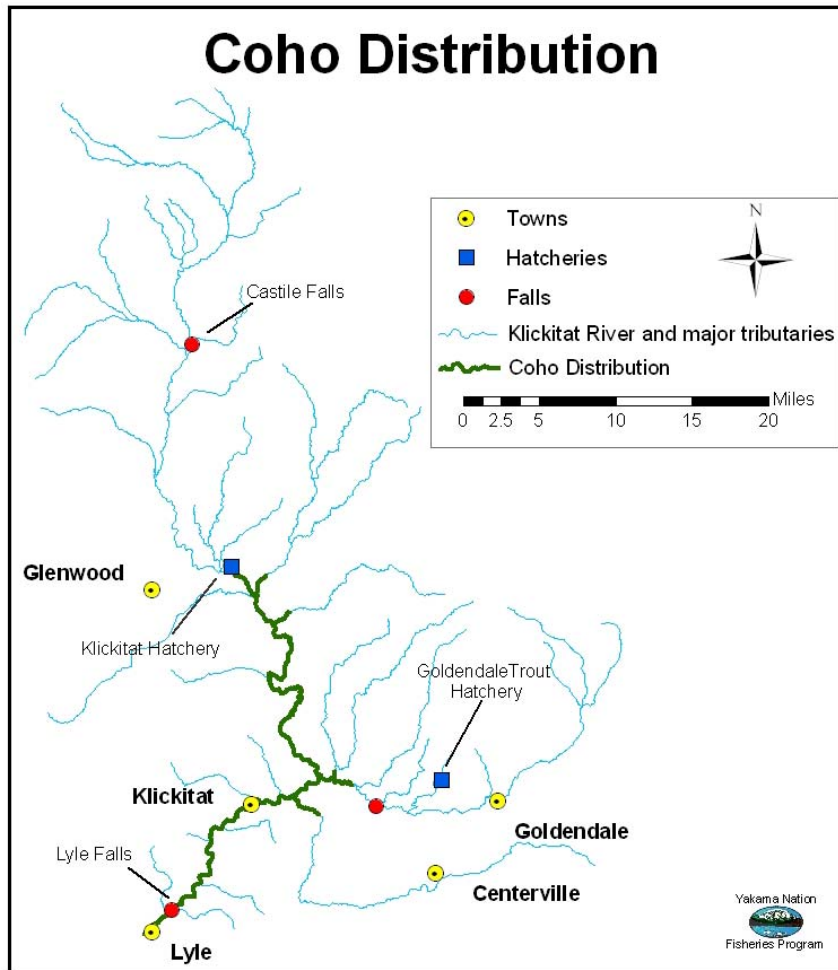 Coho Distribution
N
Towns
Hatcheries
Falls
Klickitat River and major tributaries
Coho Distribution
Miles
0 2.5 5 10 15 20
Castile Falls
Glenwood
Klickitat Hatchery
GoldendaleTrout
Hatchery
Klickitat
Goldendale
Lyle Falls
Centerville
Lyle
Yakama Nation
Fisheries Program